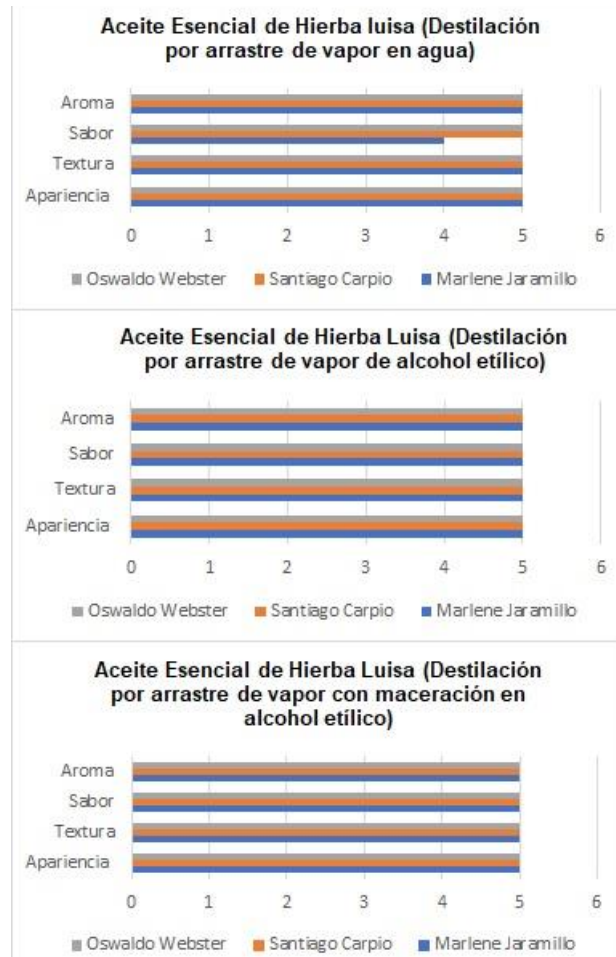 Aceite Esencial de Hierba luisa (Destilación
por arrastre de vapor en agua)
Aroma
Sabor
Textura
Apariencia
0 1 2 3 4 5 6
Oswaldo Webster Santiago Carpio Marlene Jaramillo
Aceite Esencial de Hierba Luisa (Destilación
por arrastre de vapor de alcohol etílico)
Aroma
Sabor
Textura
Apariencia
0 1 2 3 4 5 6
Oswaldo Webster Santiago Carpio Marlene Jaramillo
Aceite Esencial de Hierba Luisa (Destilación
por arrastre de vapor con maceración en
alcohol etílico)
Aroma
Sabor
Textura
Apariencia
0 1 2 3 4 5 6
Oswaldo Webster Santiago Carpio Marlene Jaramillo